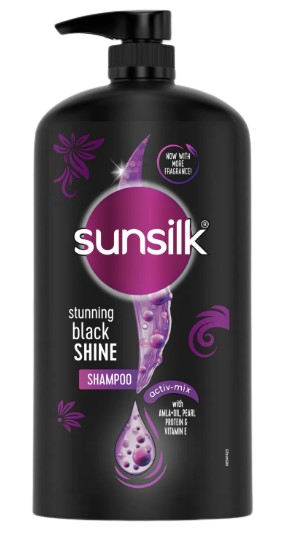 NOW WITH
MORE
FRAGRANCE!
sunsilk®
stunning
black
SHINE
SHAMPOO
activ-mix
with
AMLA+OIL, PEARL
PROTEIN &
VITAMIN E